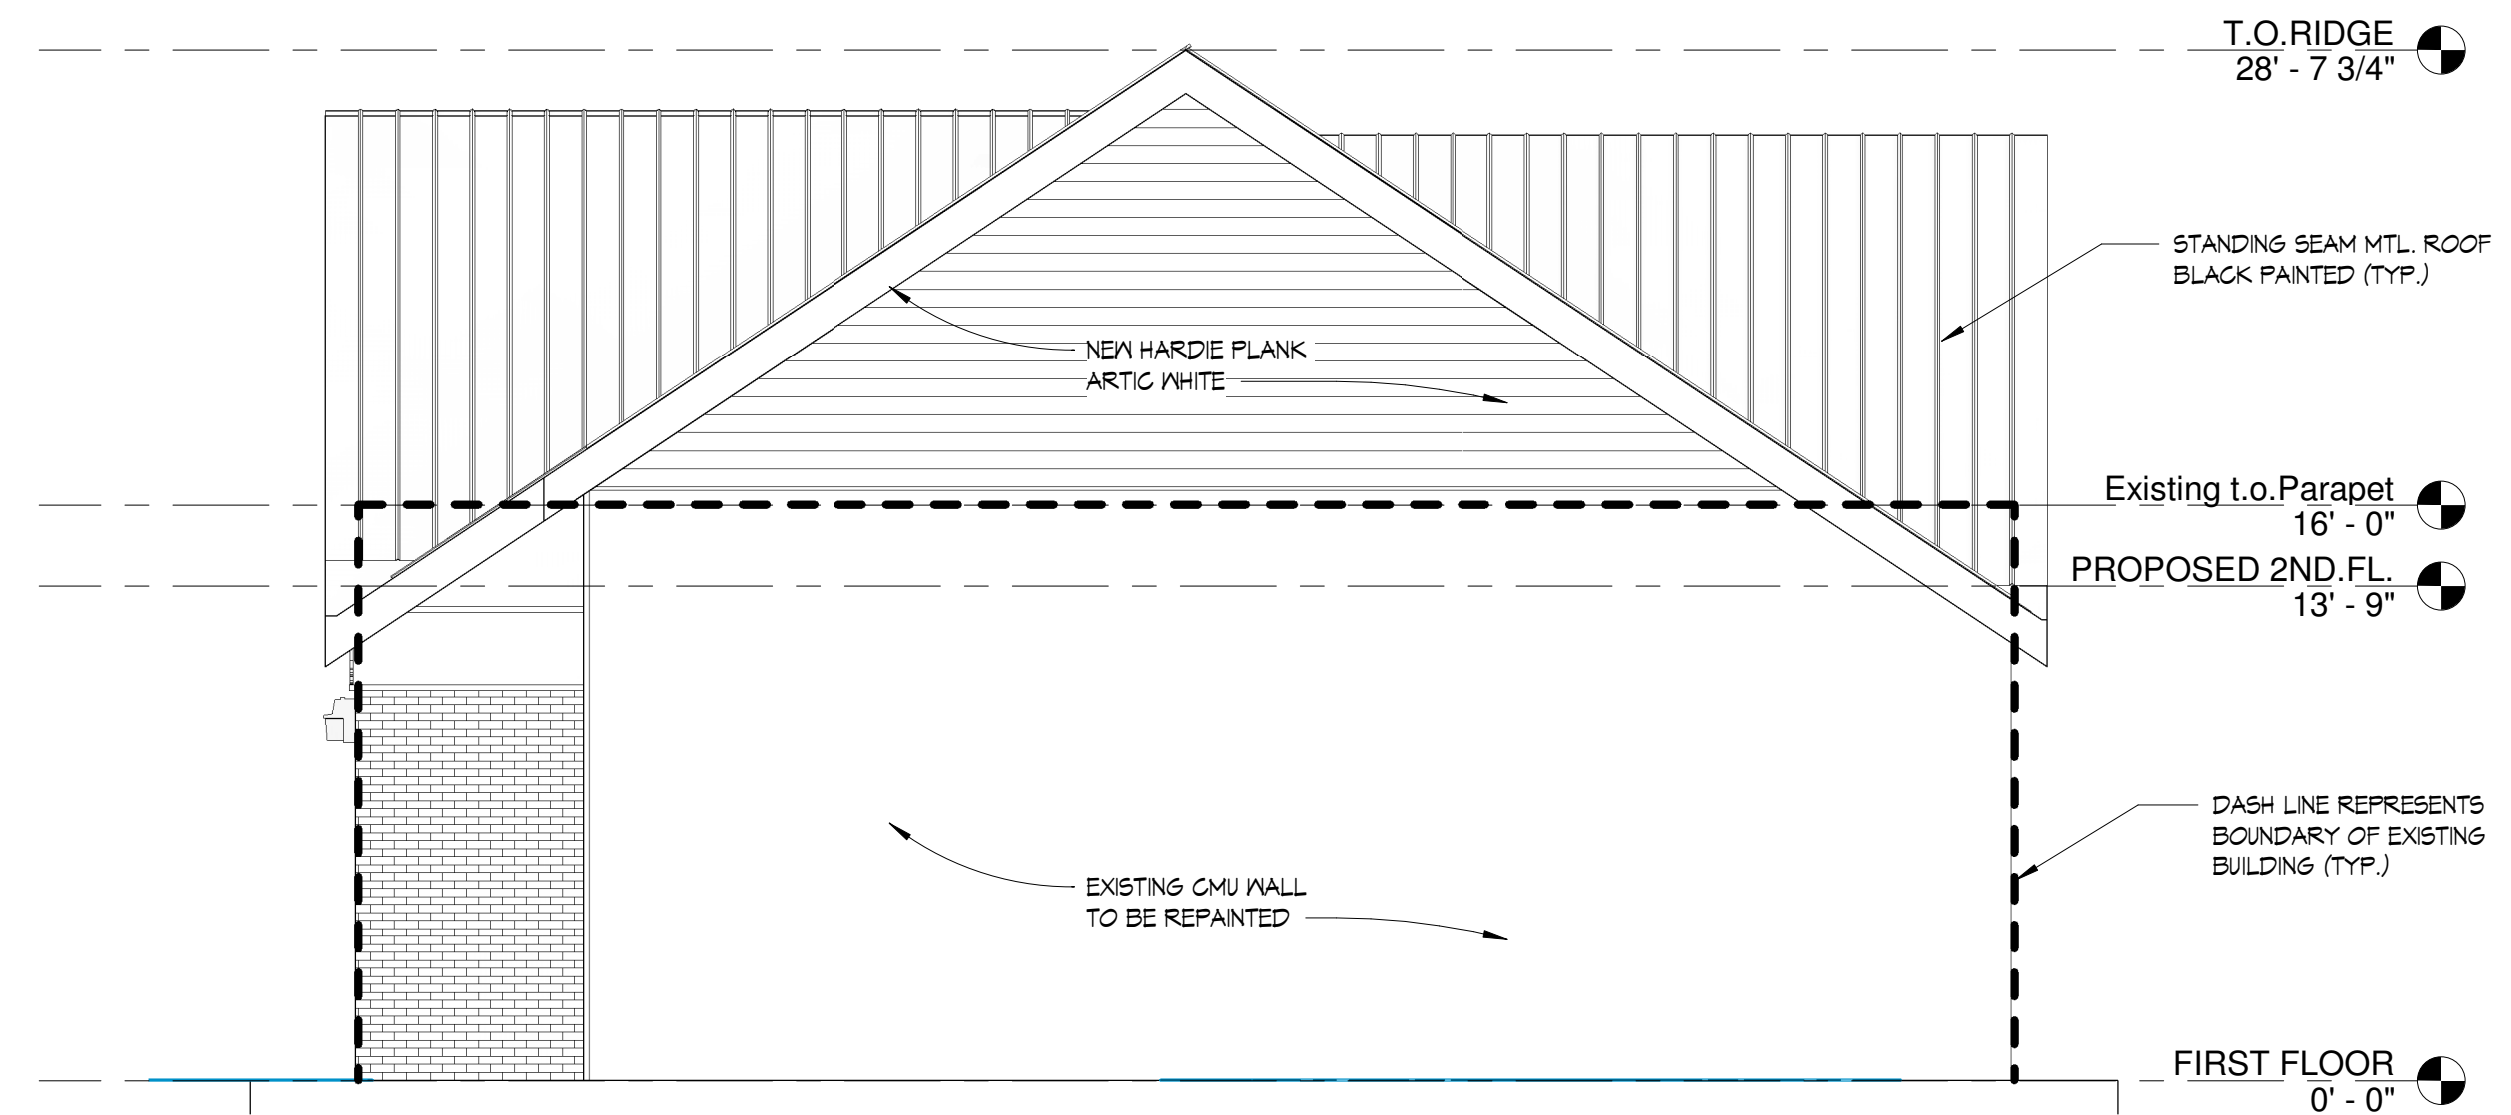 T.O.RIDGE
28' - 7 3/4"
STANDING SEAM MTL. ROOF
BLACK PAINTED (TYP.)
NEW HARDIE PLANK
ARTIC WHITE
Existing t.o.Parapet
16' - 0"
PROPOSED 2ND.FL.
13' - 9"
DASH LINE REPRESENTS
BOUNDARY OF EXISTING
BUILDING (TYP.)
EXISTING CMU WALL
TO BE REPAINTED
FIRST FLOOR
0' - 0"